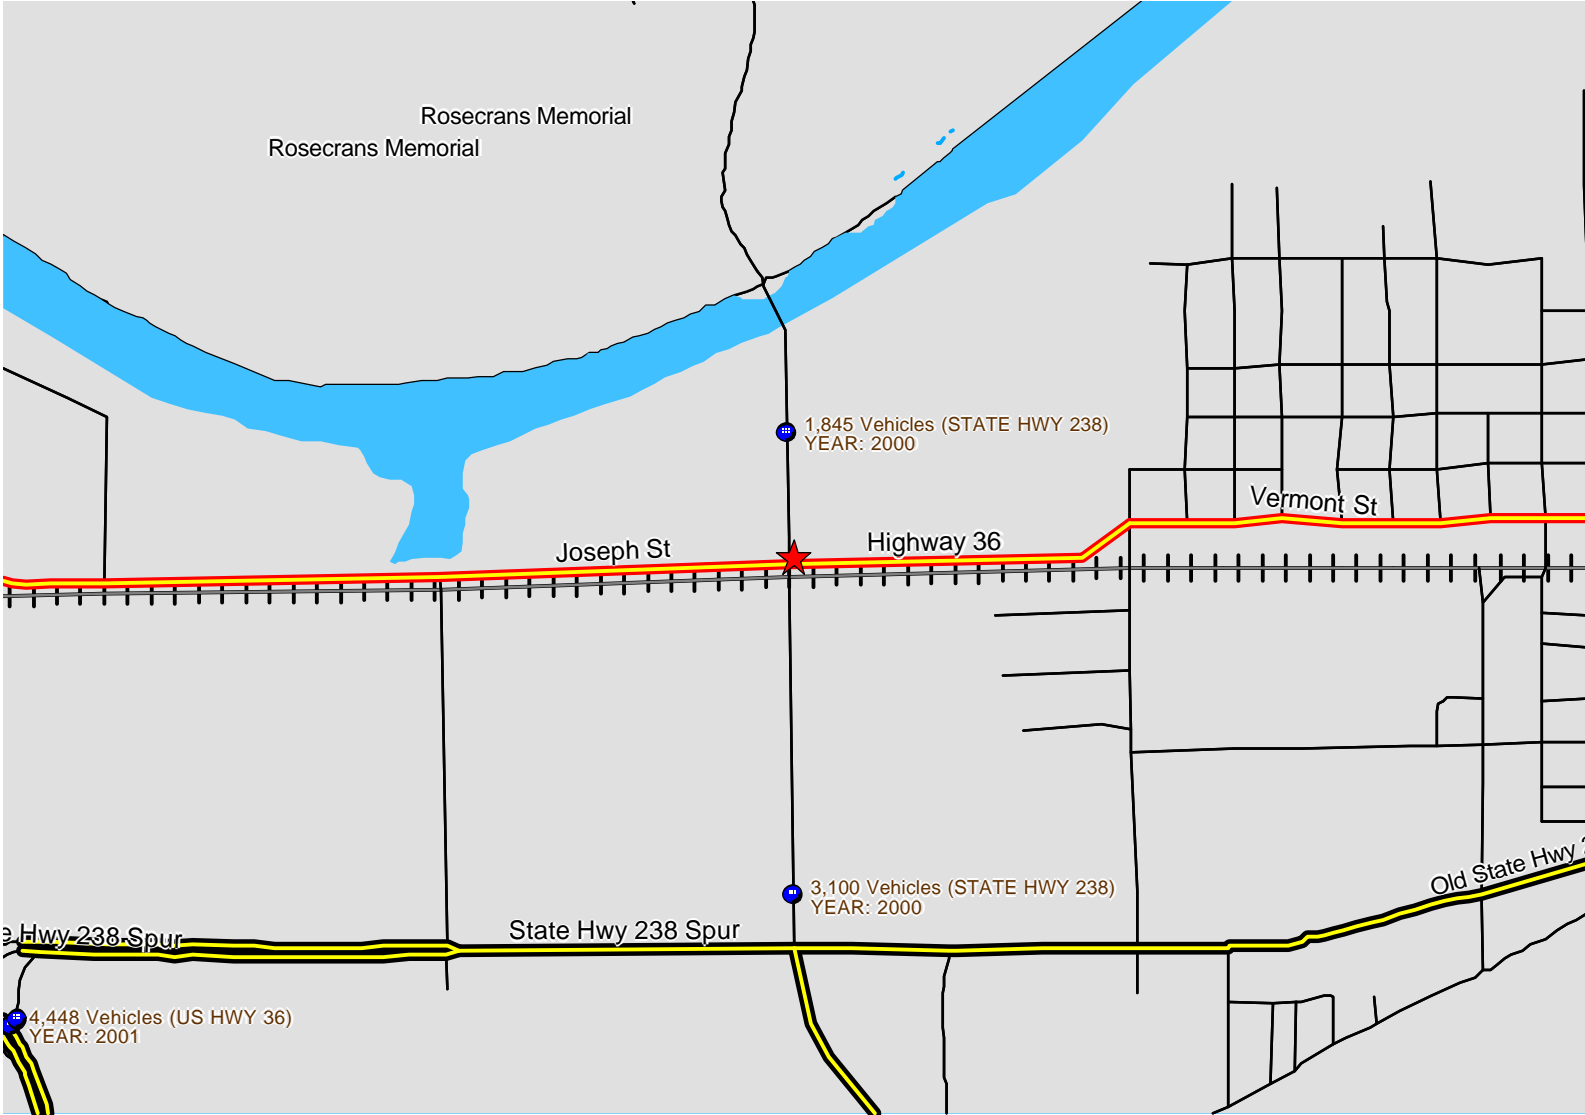 Rosecrans Memorial
Rosecrans Memorial
1,845 Vehicles (STATE HWY 238)
YEAR: 2000
Vermont St
Highway 36
Joseph St
3,100 Vehicles (STATE HWY 238)
YEAR: 2000
Old State Hwy
State Hwy 238 Spur
e Hwy 238 Spur
4,448 Vehicles (US HWY 36)
YEAR: 2001